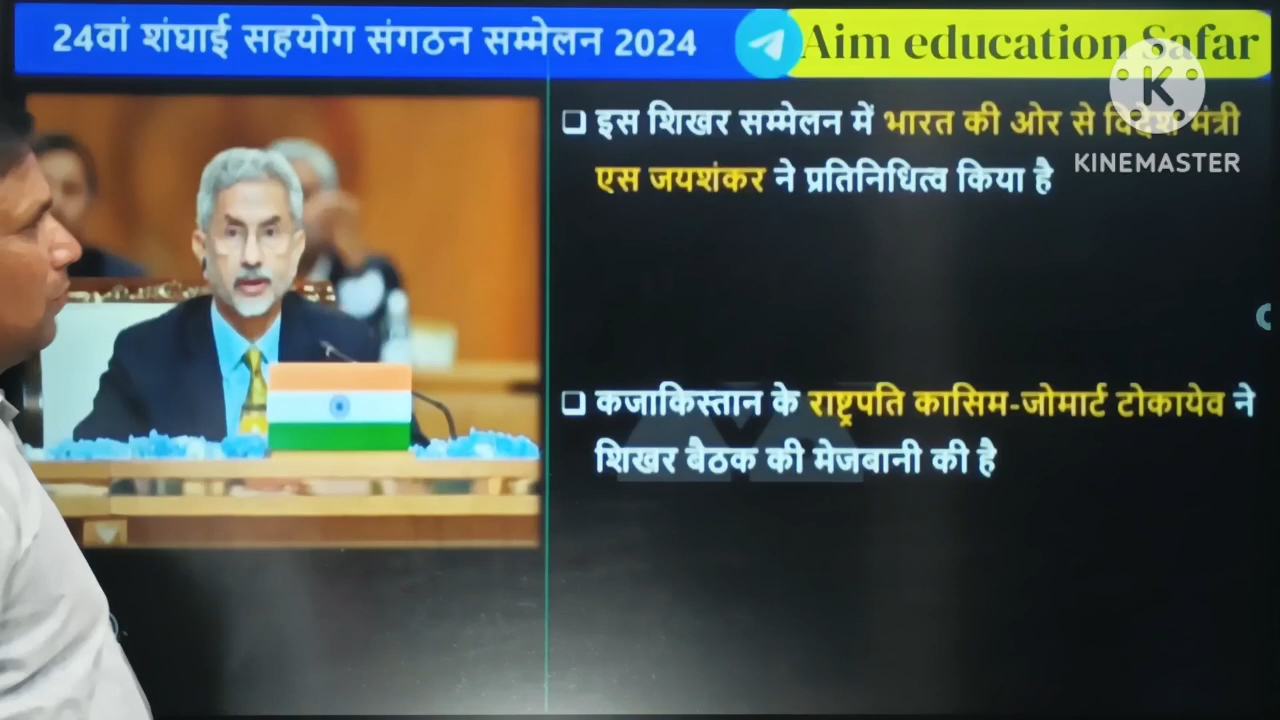 24वां शंघाई सहयोग संगठन सम्मेलन 2024
Aim education Safar
KINEMASTER
इस शिखर सम्मेलन में भारत की ओर से विदेश मंत्री
एस जयशंकर ने प्रतिनिधित्व किया है
कजाकिस्तान के राष्ट्रपति कासिम-जोमार्ट टोकायेव ने
शिखर बैठक की मेजबानी की है